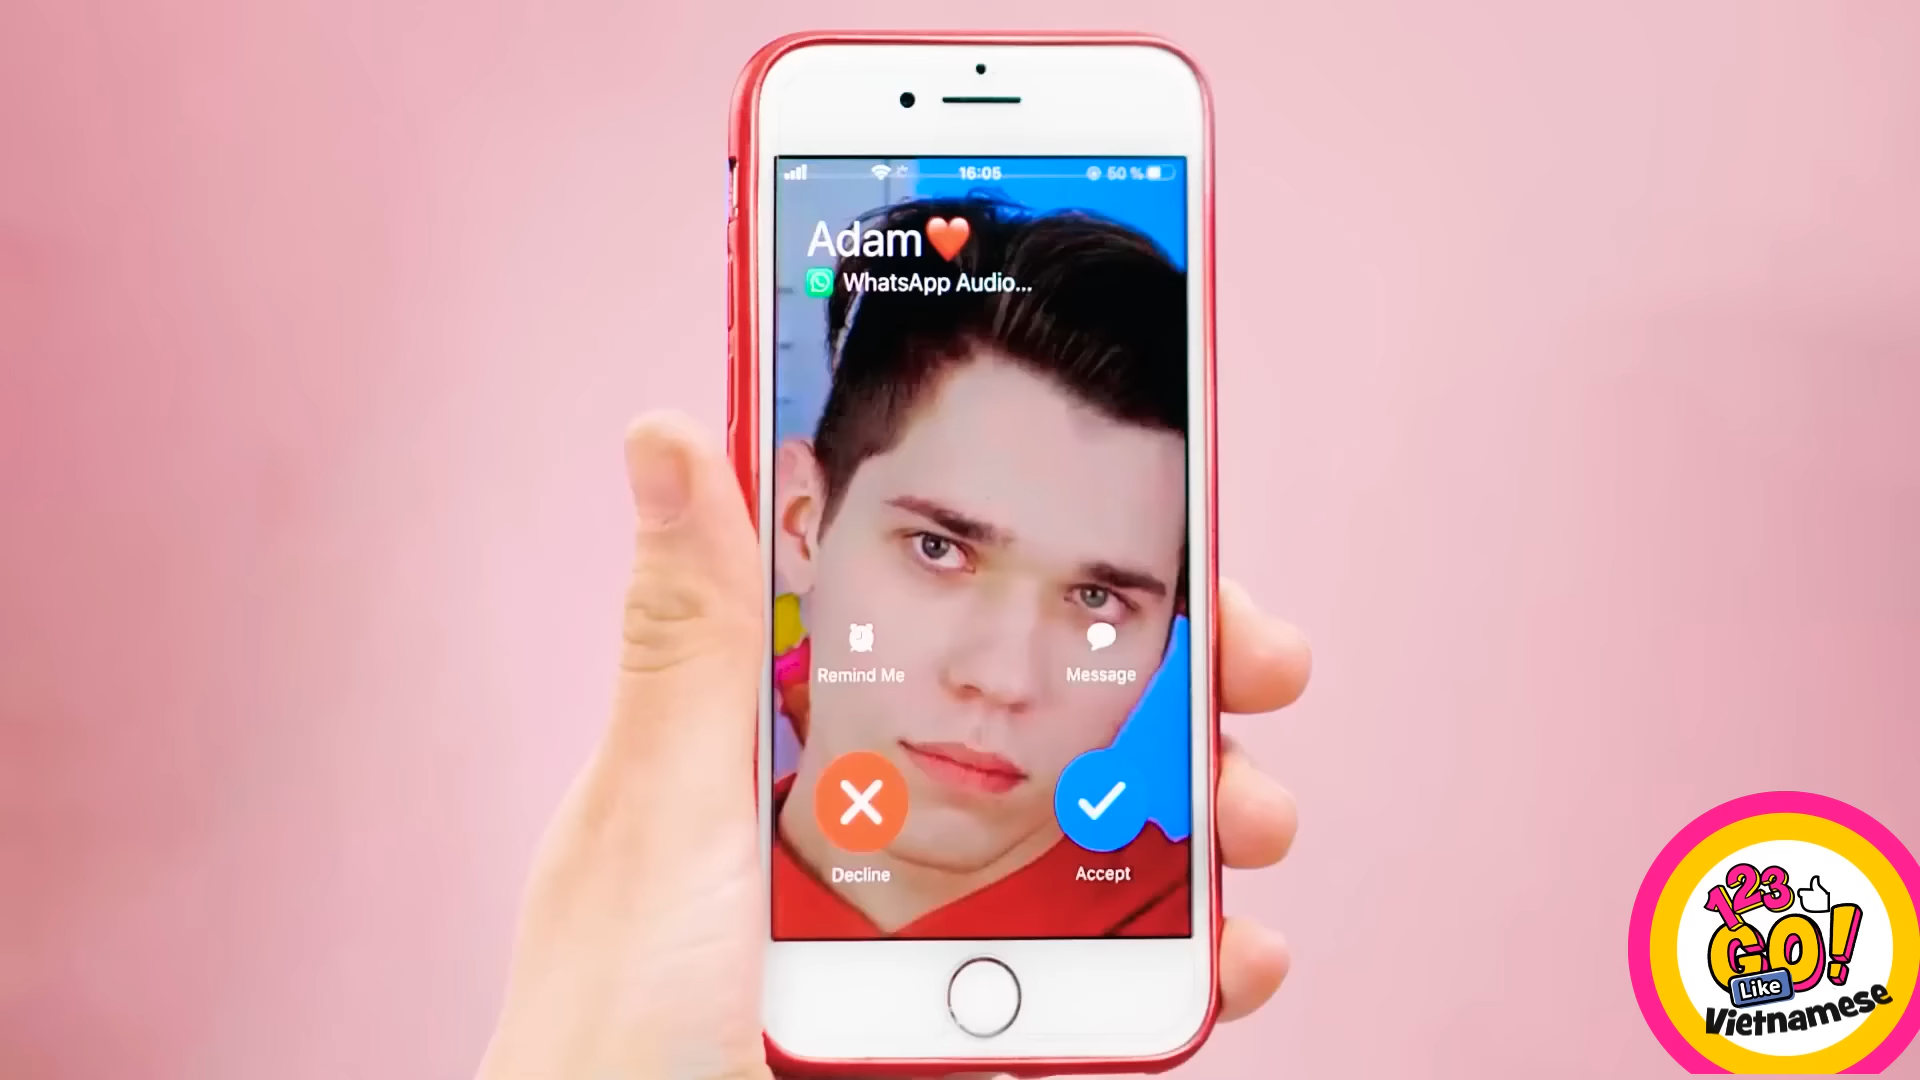 16:05
50 %
Adam❤️
WhatsApp Audio...
Remind Me
Message
Decline
Accept
123
GO!
Like
Vietnamese